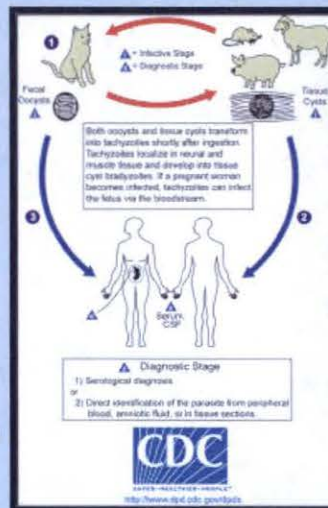 1
= Infective Stage
= Diagnostic Stage
Fecal
Oocysts
Tissue
Cysts
Both oocysts and tissue cysts transform
into tachyzoites shortly after ingestion.
Tachyzoites localize in neural and
muscle tissue and develop into tissue
cyst bradyzoites. If a pregnant woman
becomes infected, tachyzoites can infect
the fetus via the bloodstream.
3
2
Serum,
CSF
Diagnostic Stage
1) Serological diagnosis
or
2) Direct identification of the parasite from peripheral
blood, amniotic fluid, or in tissue sections
CDC
SAFER • HEALTHIER • PEOPLE™
http://www.dpd.cdc.gov/dpdx